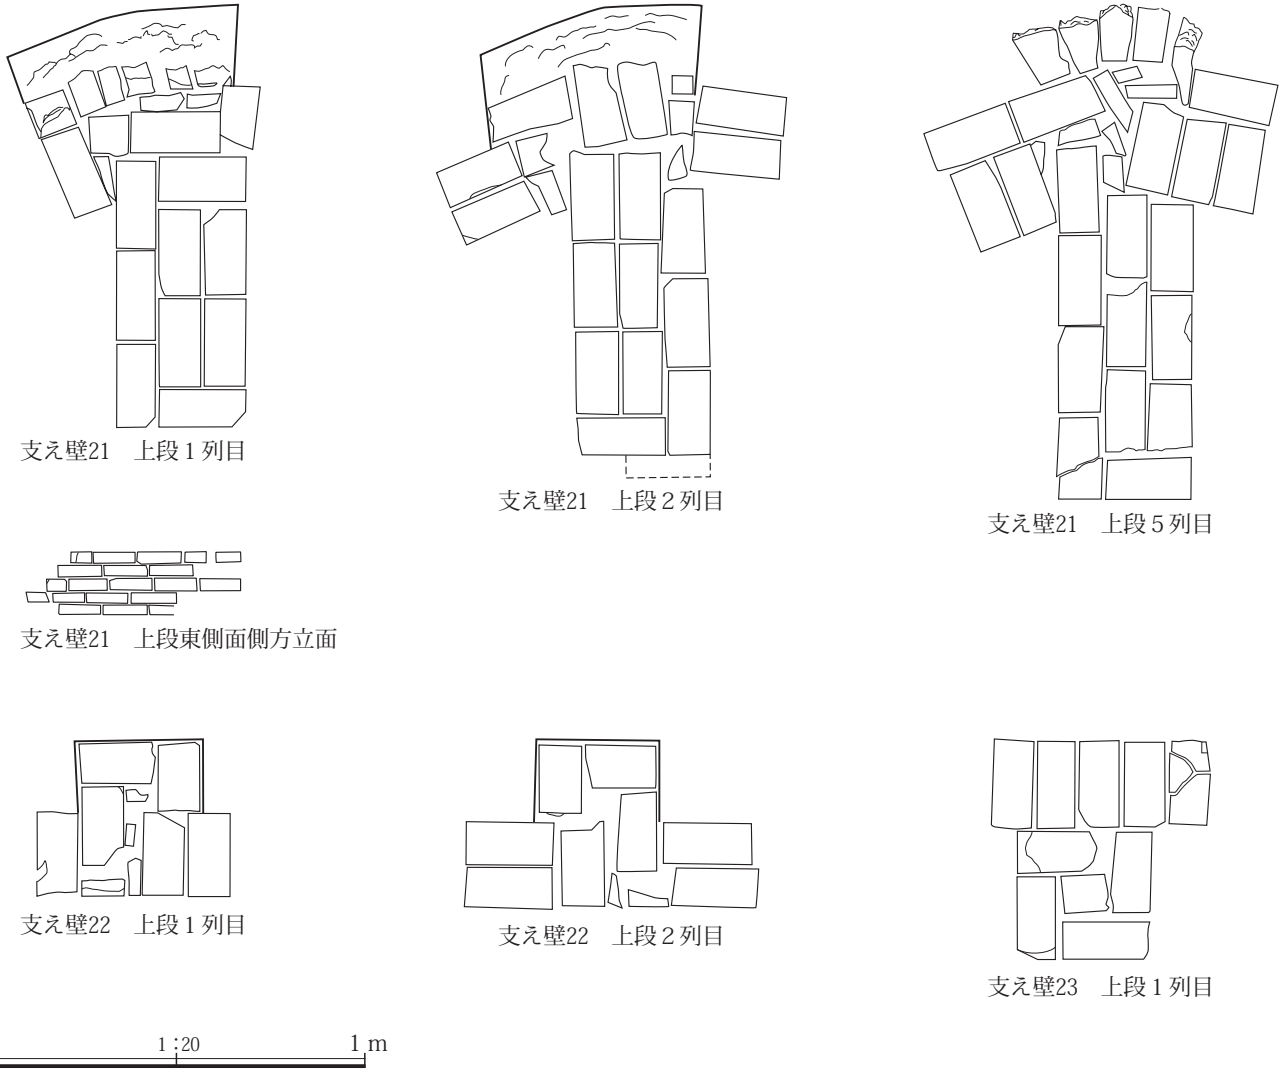 支え壁21　上段１列目
支え壁21　上段２列目
支え壁21　上段５列目
支え壁21　上段東側面側方立面
支え壁22　上段１列目
支え壁22　上段２列目
支え壁23　上段１列目
1：20　1 m